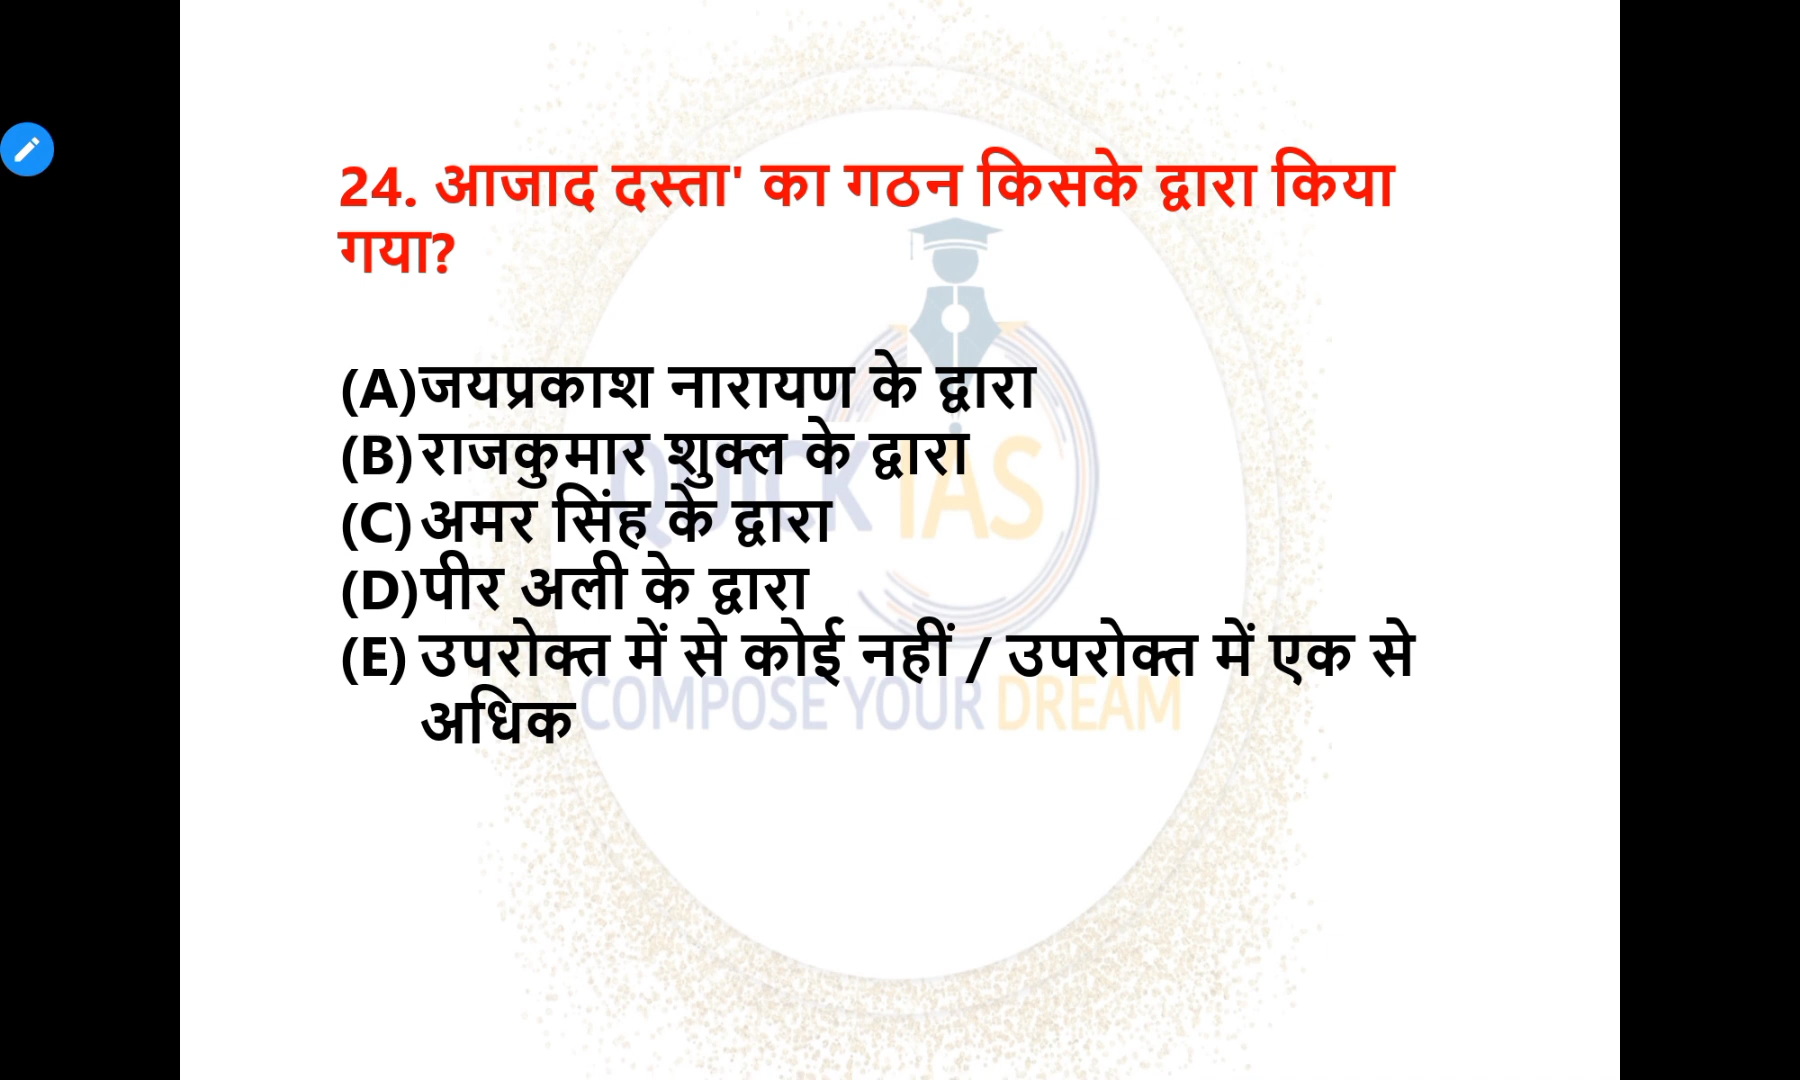 24. आजाद दस्ता' का गठन किसके द्वारा किया
गया?
(A)जयप्रकाश नारायण के द्वारा
(B)राजकुमार शुक्ल के द्वारा
(C)अमर सिंह के द्वारा
(D)पीर अली के द्वारा
(E) उपरोक्त में से कोई नहीं / उपरोक्त में एक से
अधिक
QUICK IAS
COMPOSE YOUR DREAM